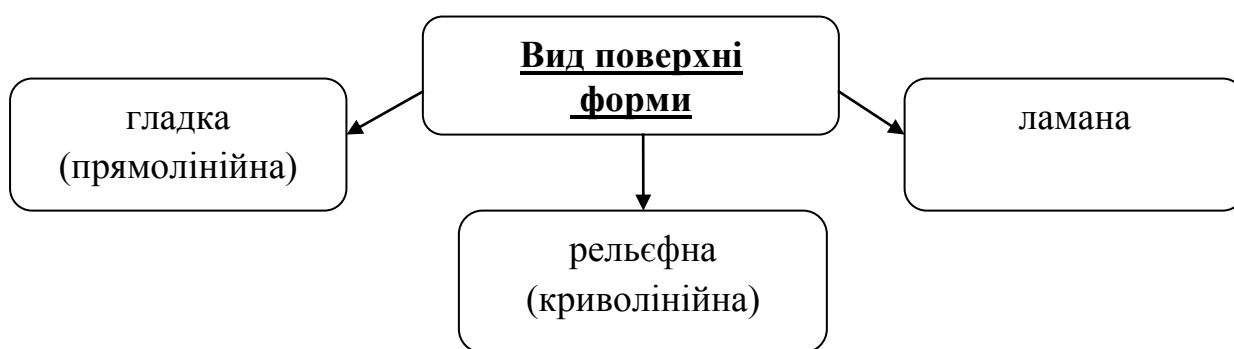 Вид поверхні
форми
гладка
(прямолінійна)
ламана
рельєфна
(криволінійна)